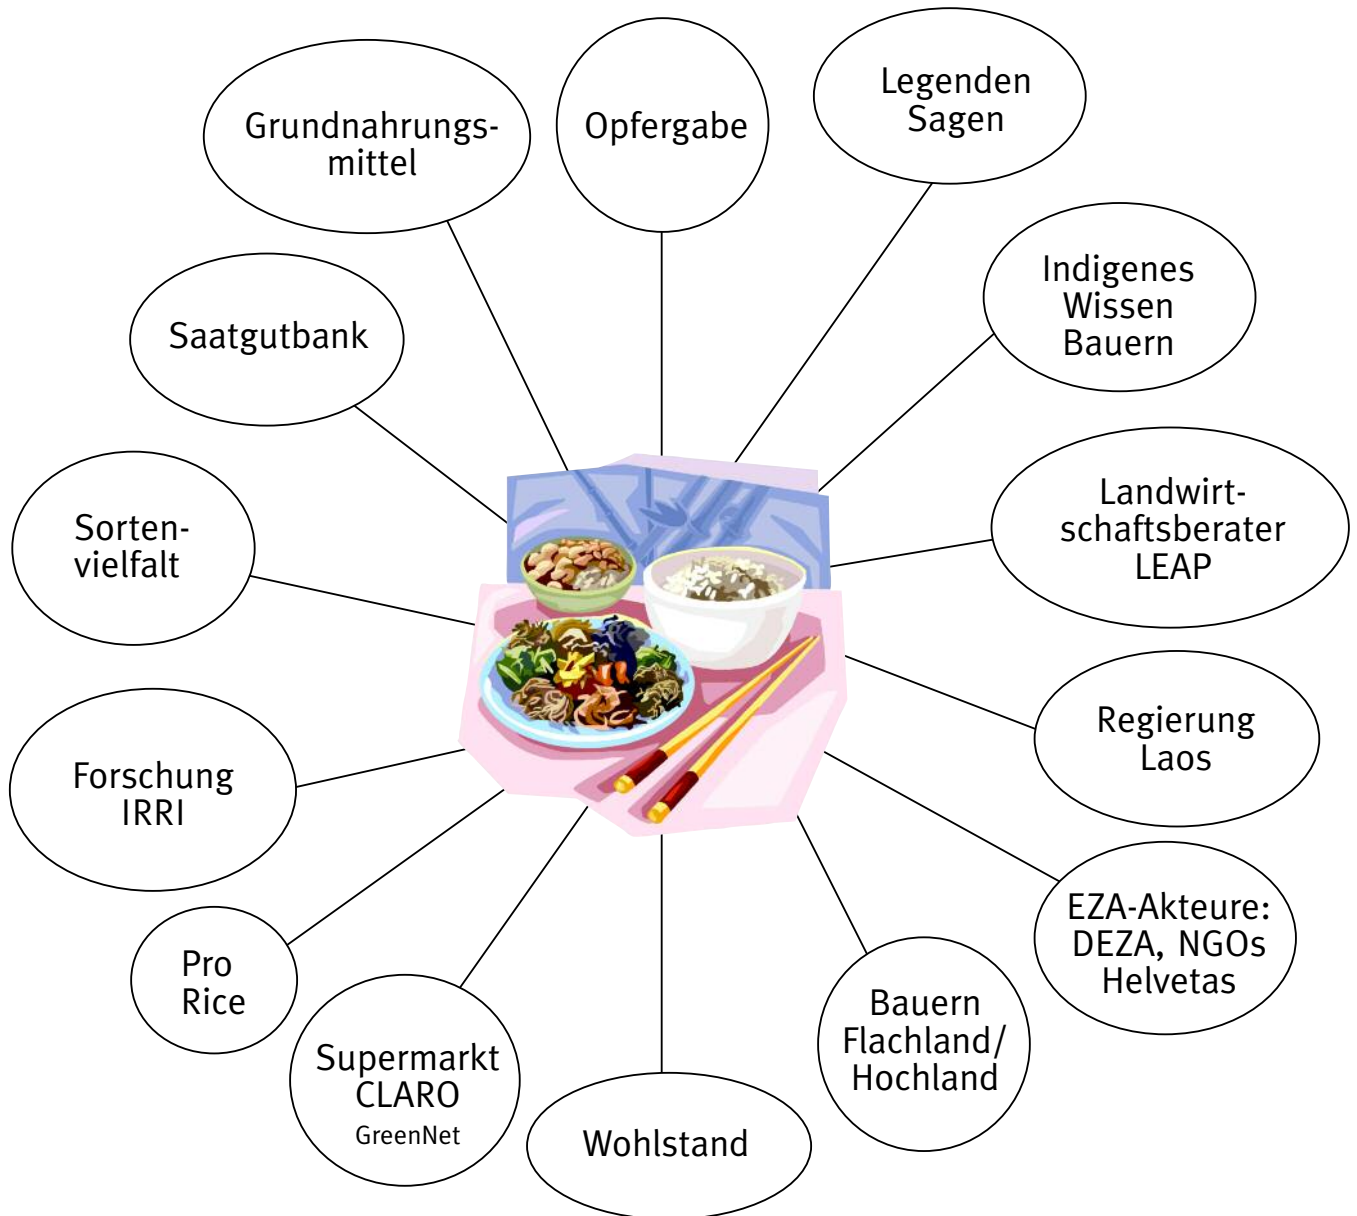 Grundnahrungs-
mittel
Opfergabe
Legenden
Sagen
Indigenes
Wissen
Bauern
Saatgutbank
Landwirt-
schaftsberater
LEAP
Sorten-
vielfalt
Regierung
Laos
Forschung
IRRI
EZA-Akteure:
DEZA, NGOs
Helvetas
Pro
Rice
Bauern
Flachland/
Hochland
Supermarkt
CLARO
GreenNet
Wohlstand